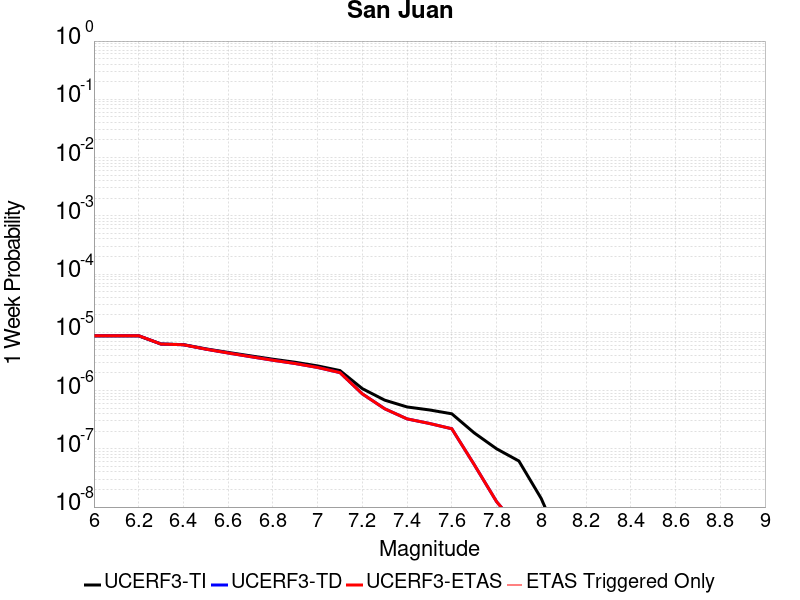 San Juan
10 0
10 -1
10 -2
10 -3
10 -4
10 -5
10 -6
10 -7
10 -8
1 Week Probability
6 6.2 6.4 6.6 6.8 7 7.2 7.4 7.6 7.8 8 8.2 8.4 8.6 8.8 9
Magnitude
UCERF3-TI UCERF3-TD UCERF3-ETAS ETAS Triggered Only